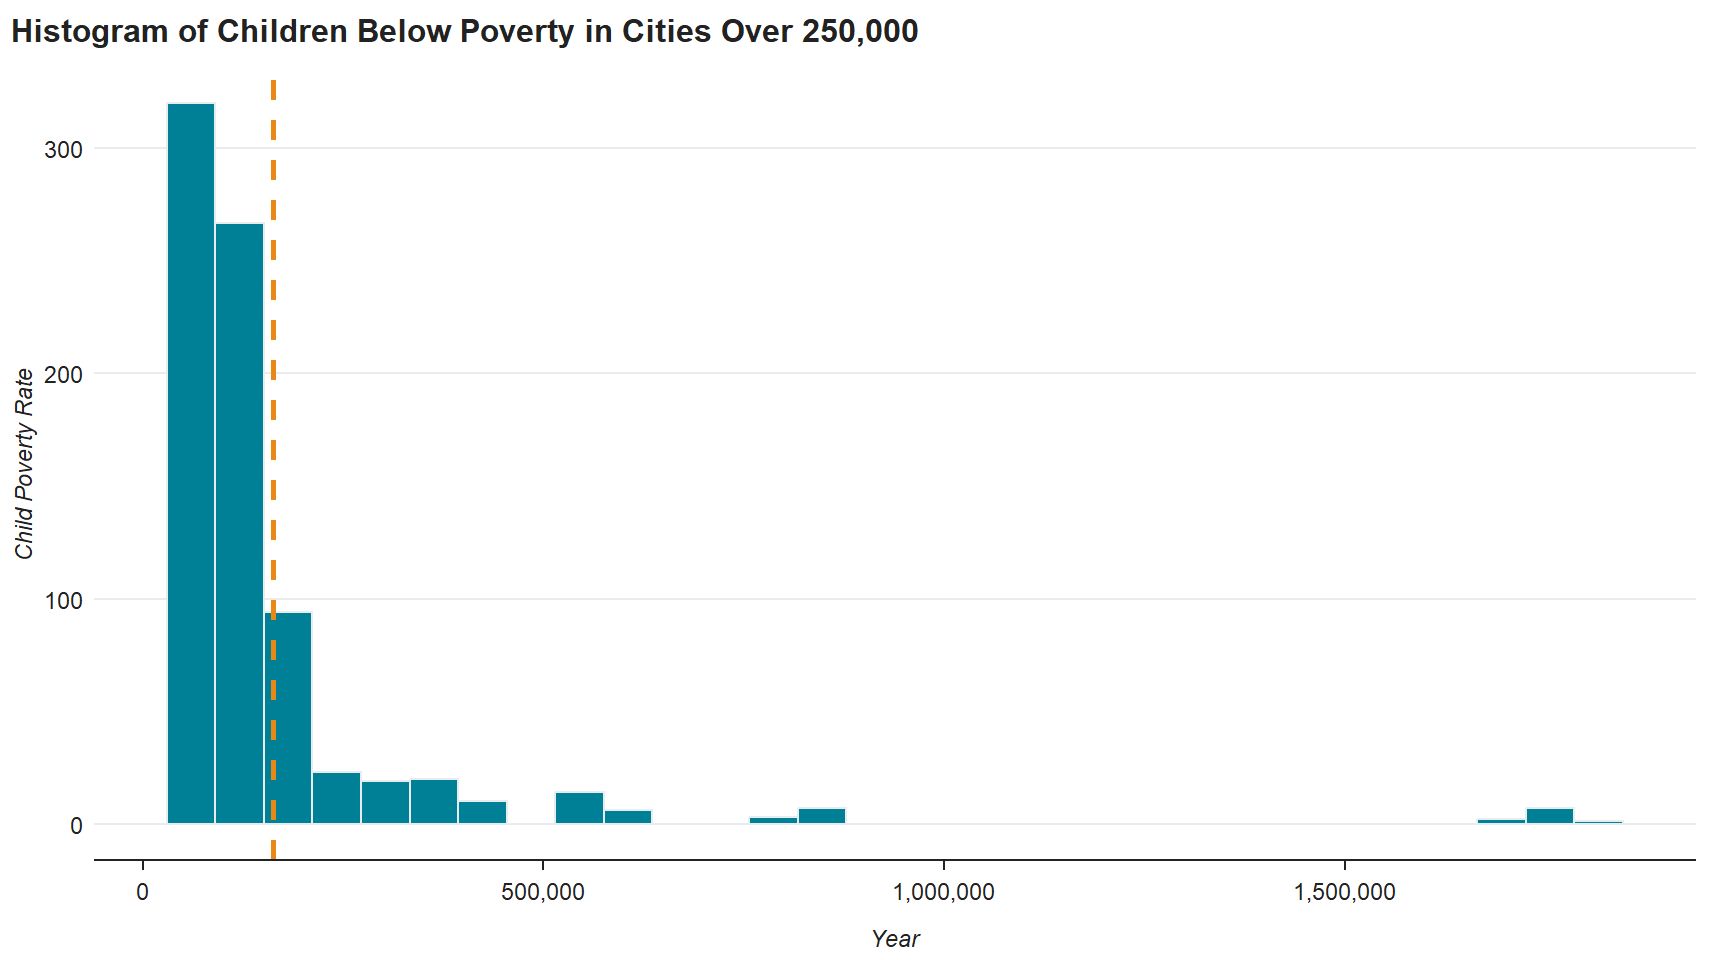 Histogram of Children Below Poverty in Cities Over 250,000
Child Poverty Rate
300
200
100
0
0 500,000 1,000,000 1,500,000
Year